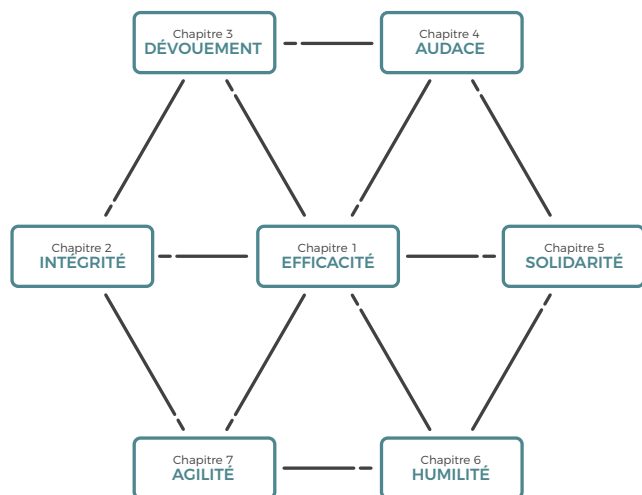 Chapitre 3
DÉVOUEMENT
Chapitre 4
AUDACE
Chapitre 2
INTÉGRITÉ
Chapitre 1
EFFICACITÉ
Chapitre 5
SOLIDARITÉ
Chapitre 7
AGILITÉ
Chapitre 6
HUMILITÉ